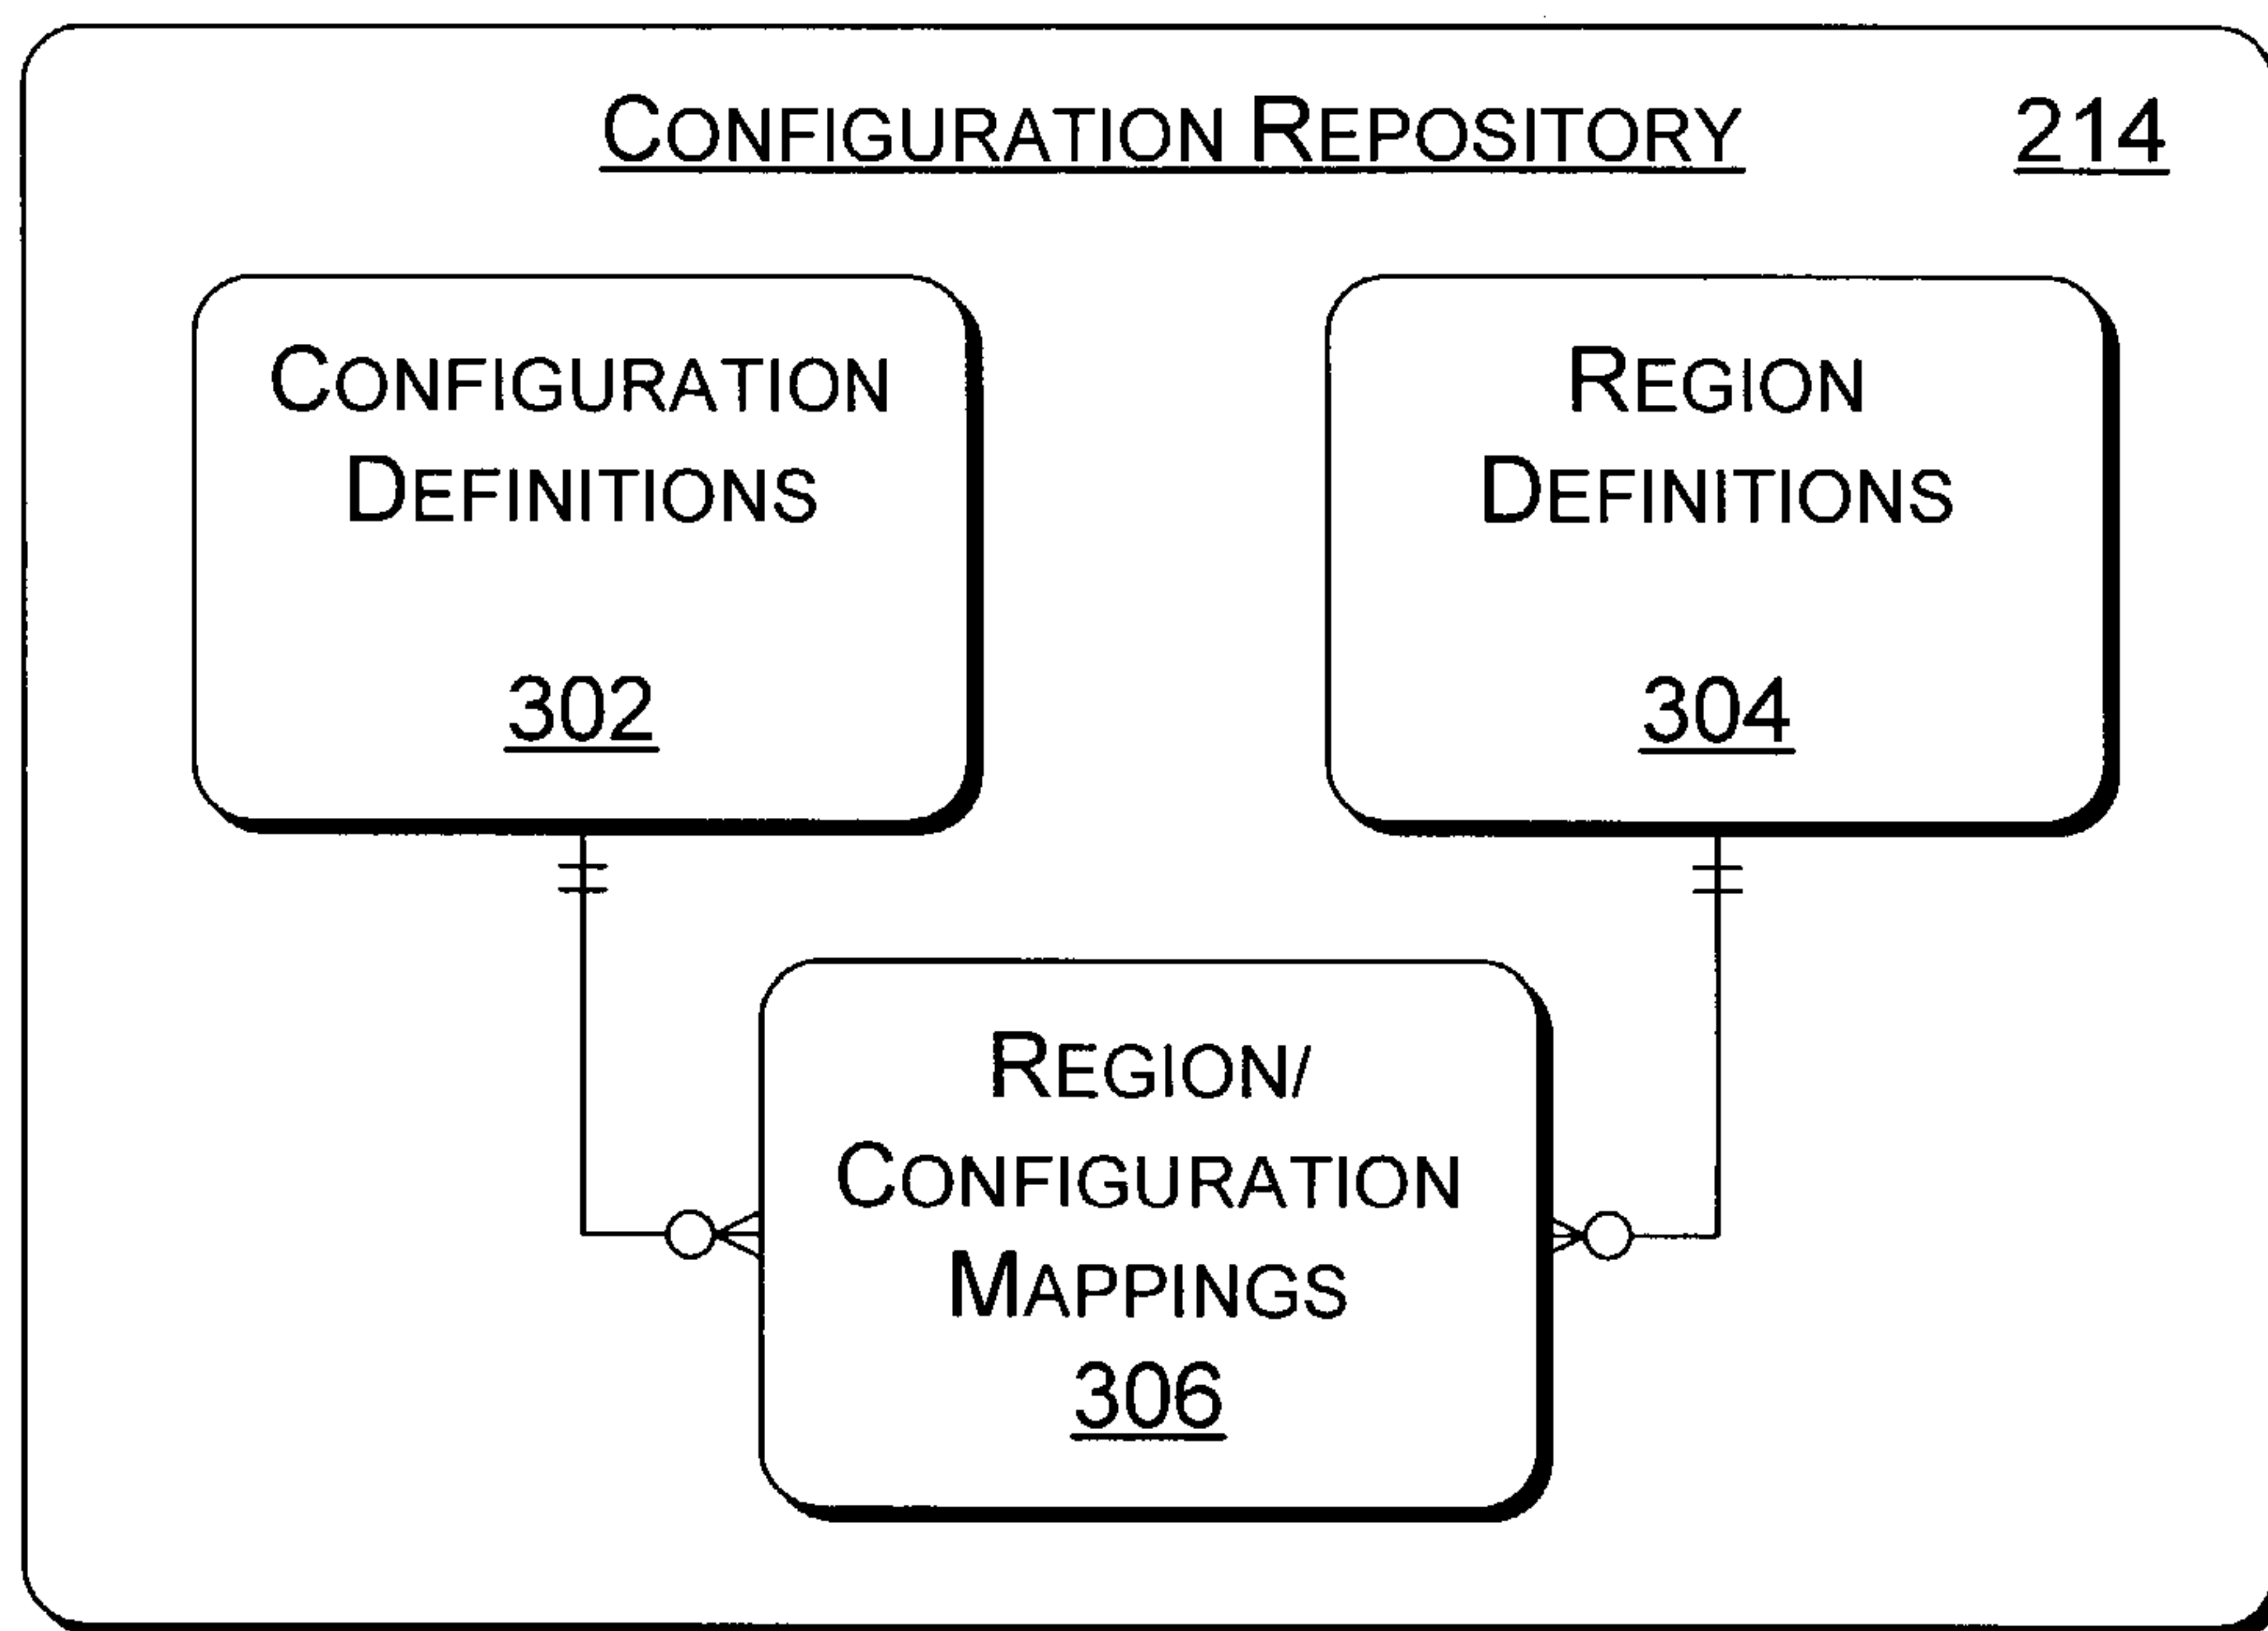 CONFIGURATION REPOSITORY 214
CONFIGURATION
DEFINITIONS
302
REGION
DEFINITIONS
304
REGION/
CONFIGURATION
MAPPINGS
306